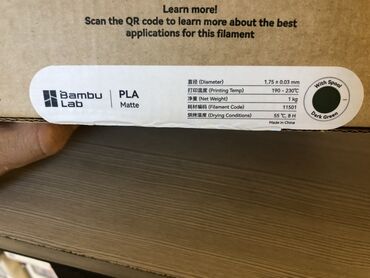 Learn more!
Scan the QR code to learn more about the best
applications for this filament
Bambu
Lab
PLA
Matte
直径 (Diameter) 1.75 ± 0.03 mm
打印温度 (Printing Temp) 190 - 230℃
净重 (Net Weight) 1 kg
耗材编码 (Filament Code) 11501
烘烤温度 (Drying Conditions) 55 ℃, 8 H
Made in China
With Spool
Dark Green